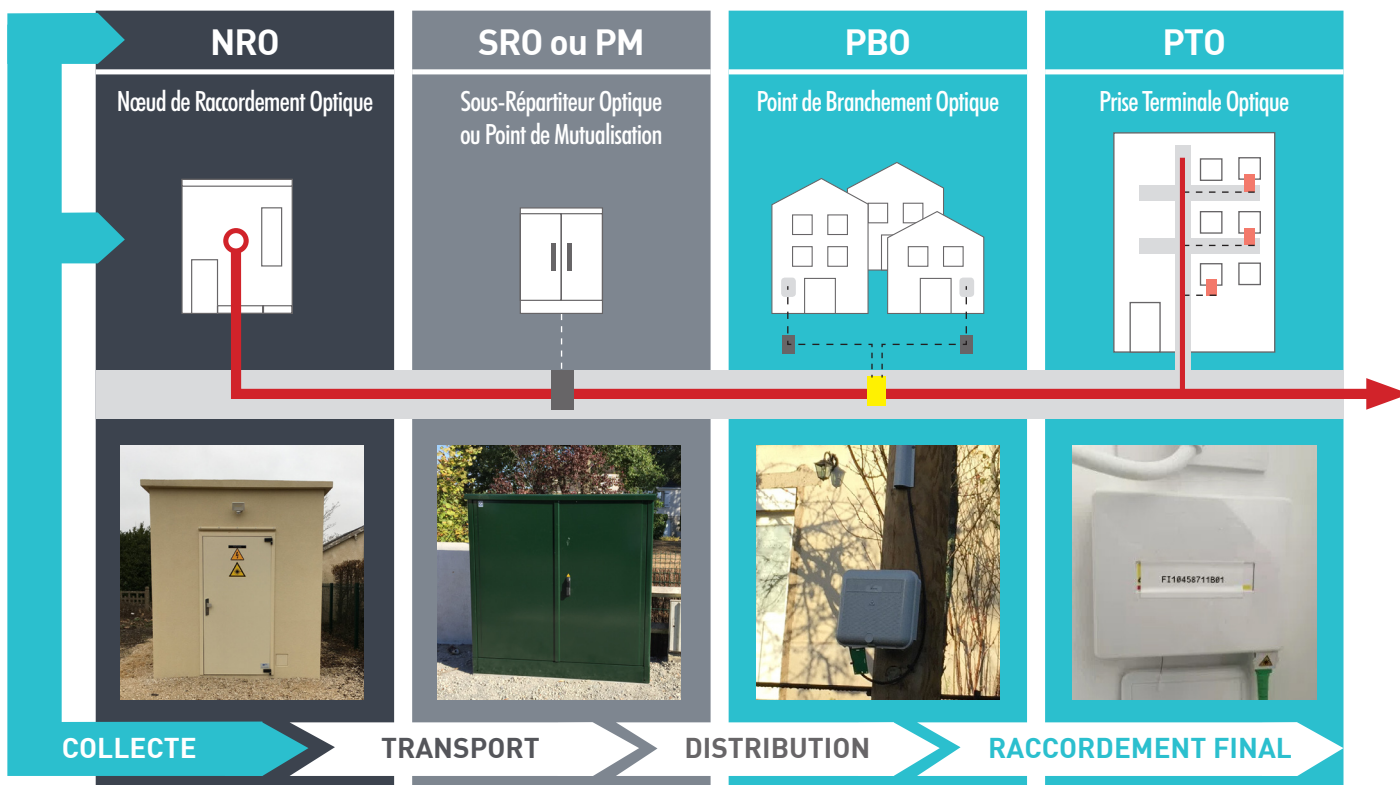 NRO
Nœud de Raccordement Optique
SRO ou PM
Sous-Répartiteur Optique
ou Point de Mutualisation
PBO
Point de Branchement Optique
PTO
Prise Terminale Optique
FI10458711B01
COLLECTE
TRANSPORT
DISTRIBUTION
RACCORDEMENT FINAL